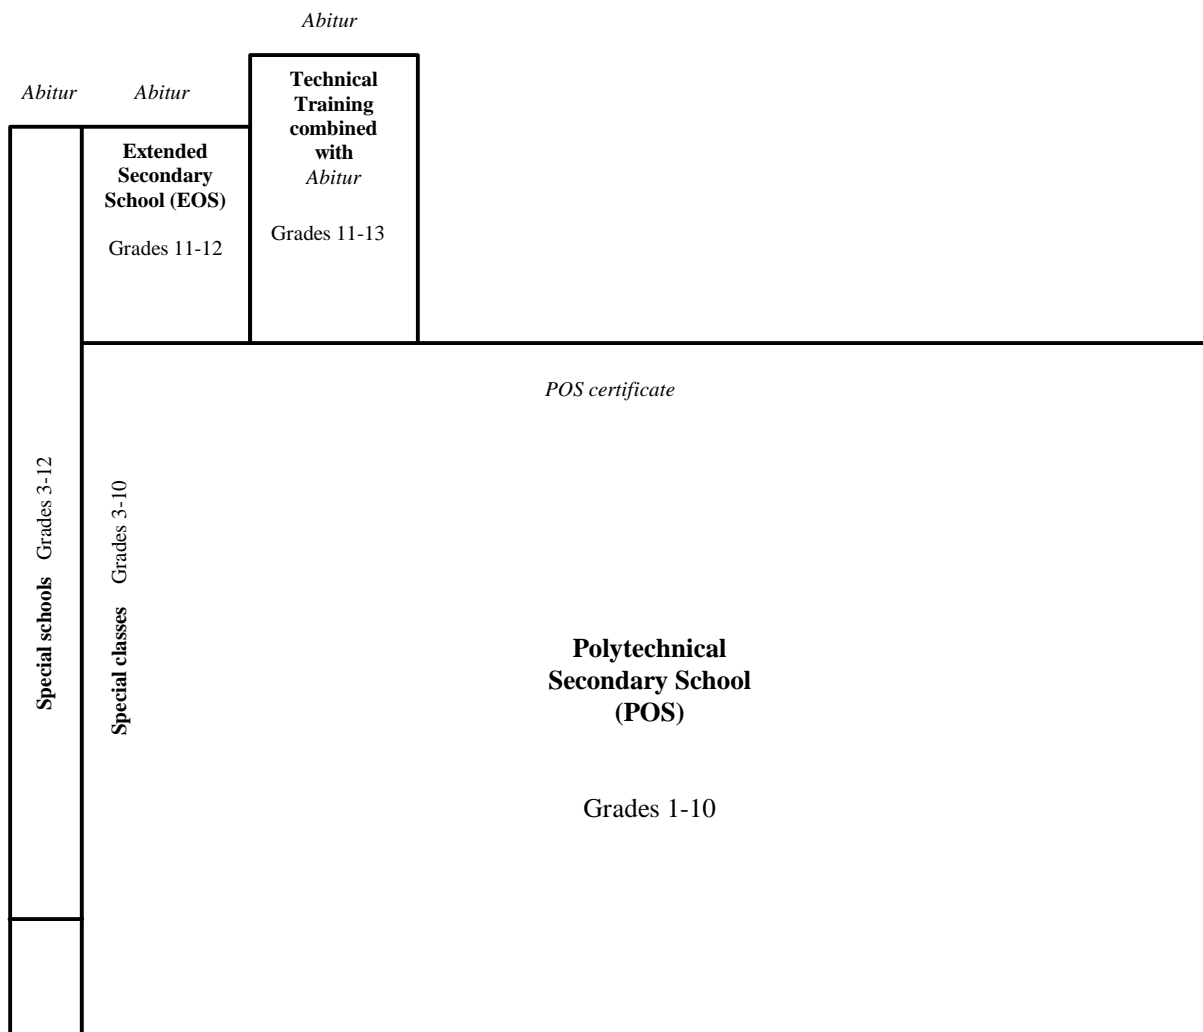 Abitur
Abitur
Abitur
Technical
Training
combined
with
Abitur
Grades 11-13
Extended
Secondary
School (EOS)
Grades 11-12
POS certificate
Special schools Grades 3-12
Special classes Grades 3-10
Polytechnical
Secondary School
(POS)
Grades 1-10